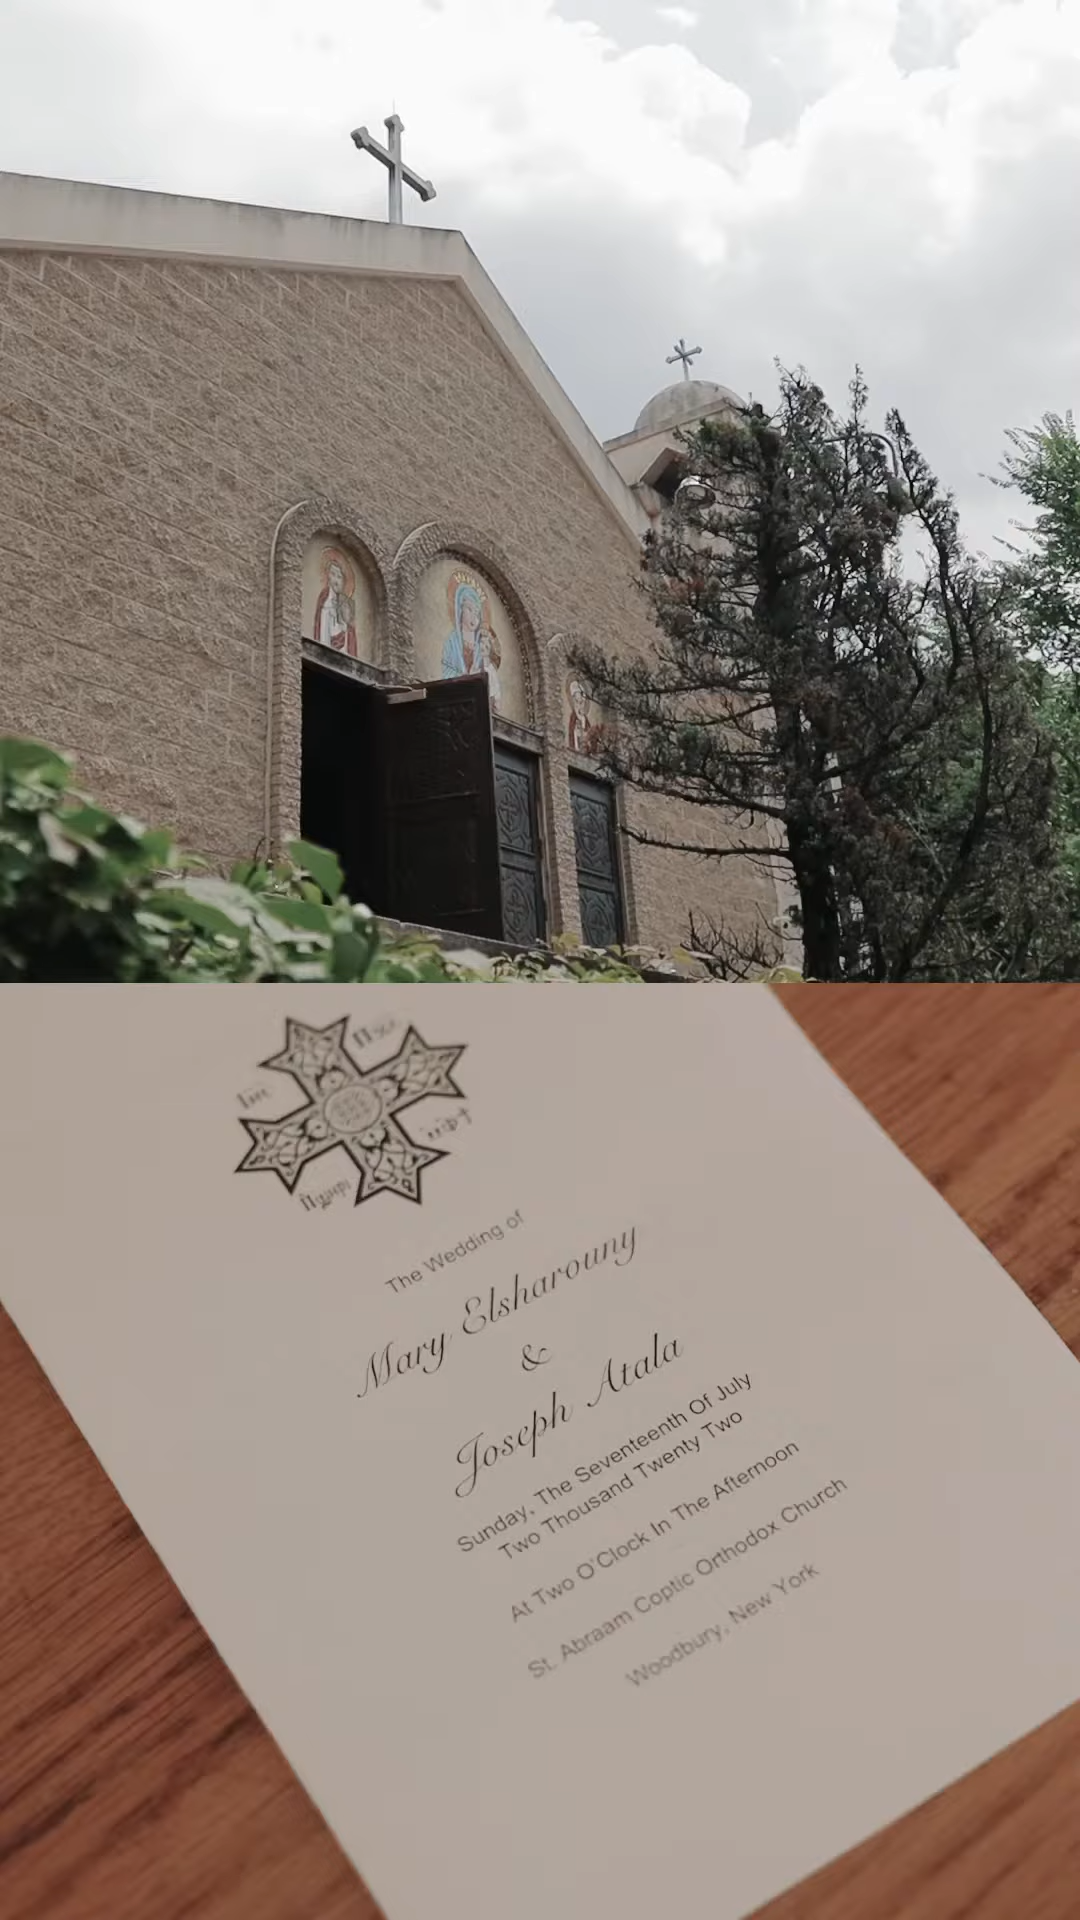 The Wedding of
Mary Elsharouny
&
Joseph Atala
Sunday, The Seventeenth Of July
Two Thousand Twenty Two
At Two O'Clock In The Afternoon
St. Abraam Coptic Orthodox Church
Woodbury, New York